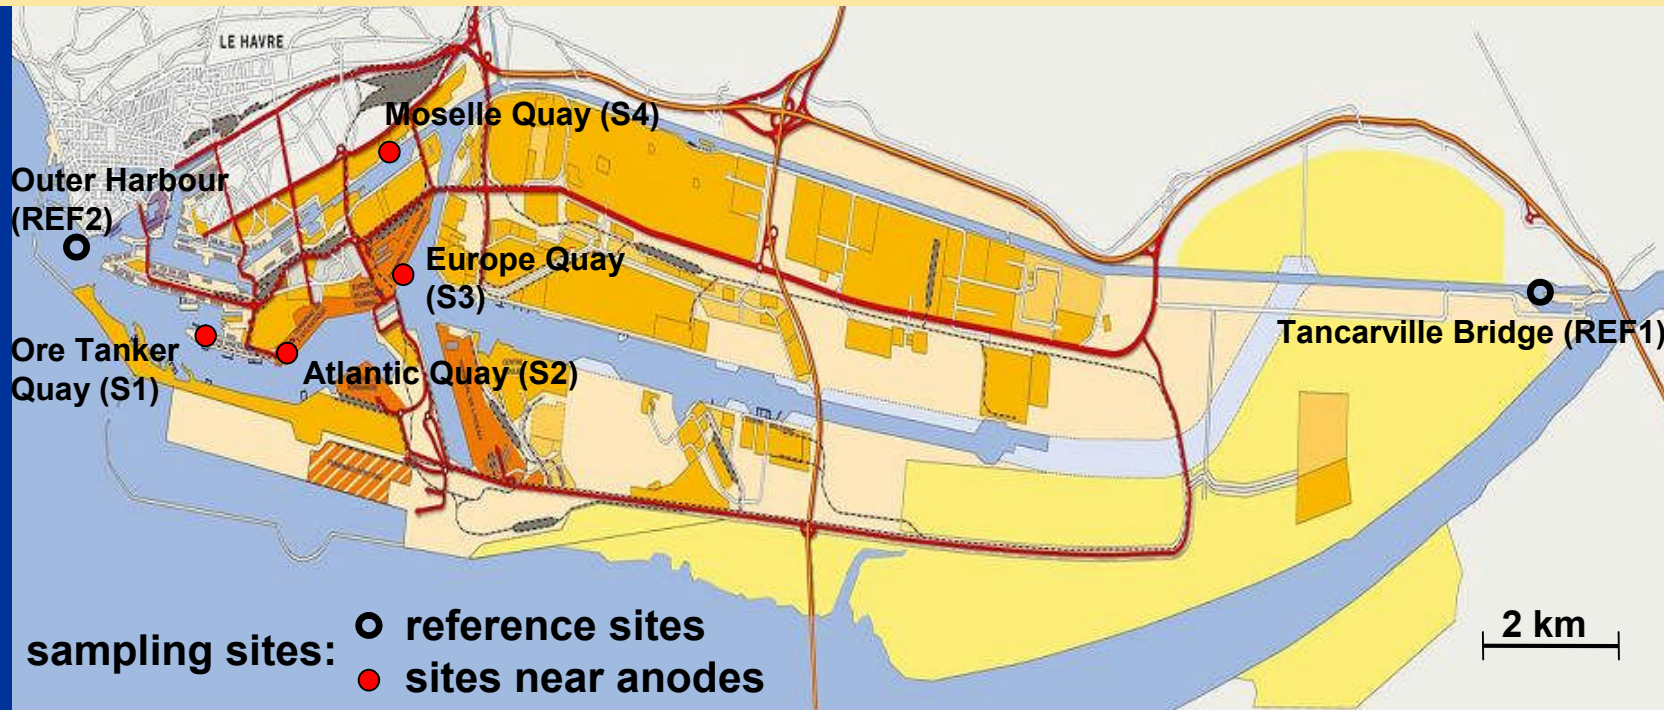 LE HAVRE
Moselle Quay (S4)
Outer Harbour
(REF2)
Europe Quay
(S3)
Tancarville Bridge (REF1)
Ore Tanker
Quay (S1)
Atlantic Quay (S2)
sampling sites:
reference sites
sites near anodes
2 km